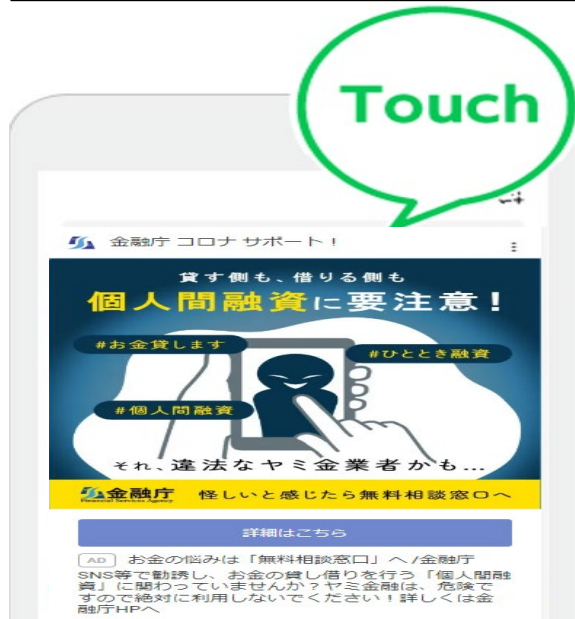 Touch
金融庁 コロナ サポート！
貸す側も、借りる側も
個人間融資に要注意！
#お金貸します
#ひととき融資
#個人間融資
それ、違法なヤミ金業者かも…
金融庁 怪しいと感じたら無料相談窓口へ
Financial Services Agency
詳細はこちら
AD お金の悩みは「無料相談窓口」へ /金融庁
SNS等で勧誘し、お金の貸し借りを行う「個人間融
資」に関わっていませんか？ヤミ金融は、危険で
すので絶対に利用しないでください！詳しくは金
融庁HPへ